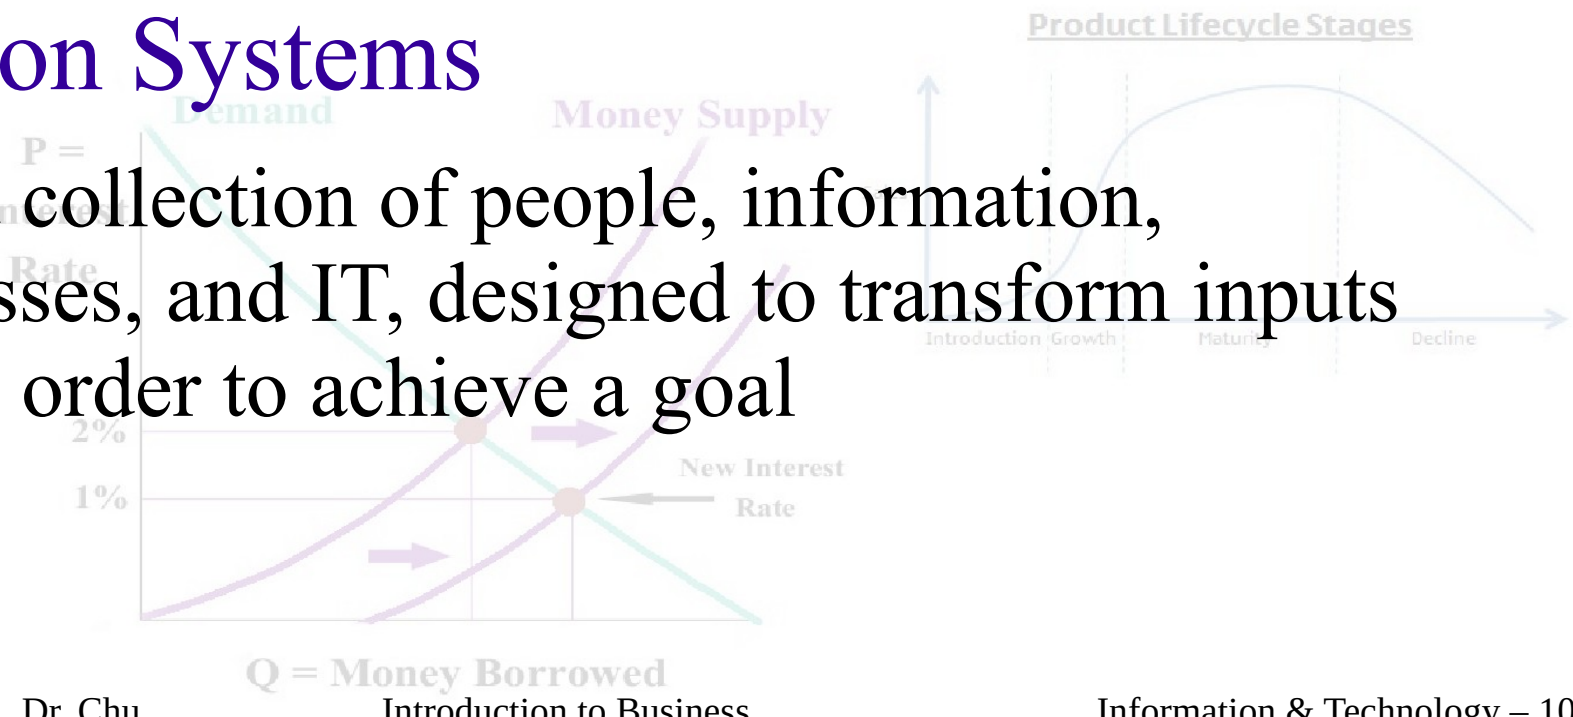 on Systems
Product Lifecycle Stages
Demand
Money Supply
P =
collection of people, information,
Rate
sses, and IT, designed to transform inputs
Introduction Growth Maturity Decline
order to achieve a goal
2%
New Interest
1%
Rate
Q = Money Borrowed
Dr. Chu Introduction to Business Information & Technology – 10